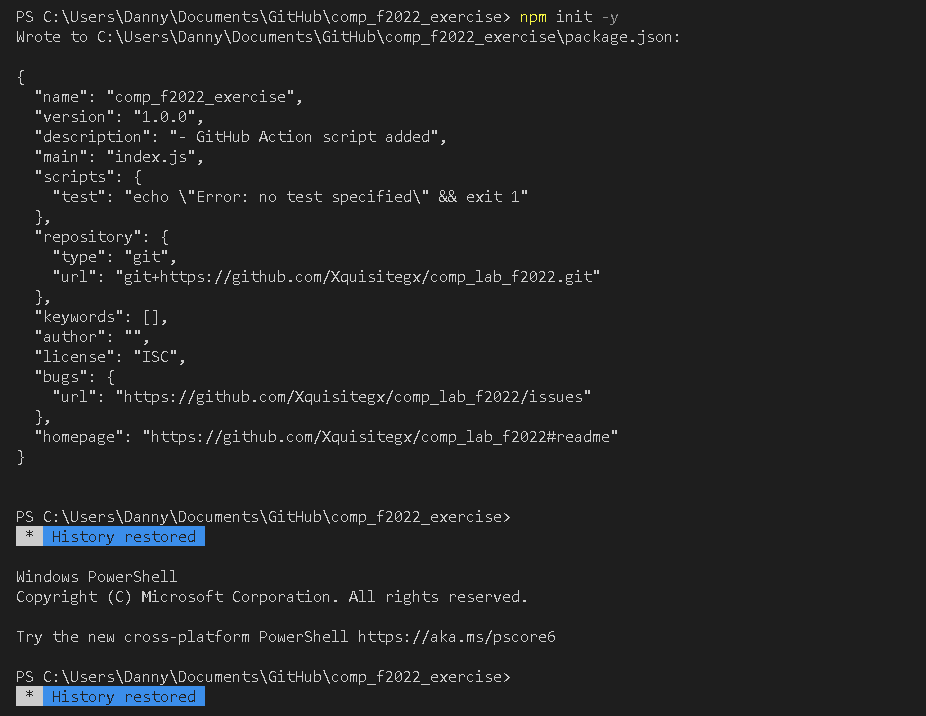 PS C:\Users\Danny\Documents\GitHub\comp_f2022_exercise> npm init -y
Wrote to C:\Users\Danny\Documents\GitHub\comp_f2022_exercise\package.json:
{
  "name": "comp_f2022_exercise",
  "version": "1.0.0",
  "description": "- GitHub Action script added",
  "main": "index.js",
  "scripts": {
    "test": "echo \"Error: no test specified\" && exit 1"
  },
  "repository": {
    "type": "git",
    "url": "git+https://github.com/Xquisitegx/comp_lab_f2022.git"
  },
  "keywords": [],
  "author": "",
  "license": "ISC",
  "bugs": {
    "url": "https://github.com/Xquisitegx/comp_lab_f2022/issues"
  },
  "homepage": "https://github.com/Xquisitegx/comp_lab_f2022#readme"
}
PS C:\Users\Danny\Documents\GitHub\comp_f2022_exercise>
* History restored
Windows PowerShell
Copyright (C) Microsoft Corporation. All rights reserved.
Try the new cross-platform PowerShell https://aka.ms/pscore6
PS C:\Users\Danny\Documents\GitHub\comp_f2022_exercise>
* History restored